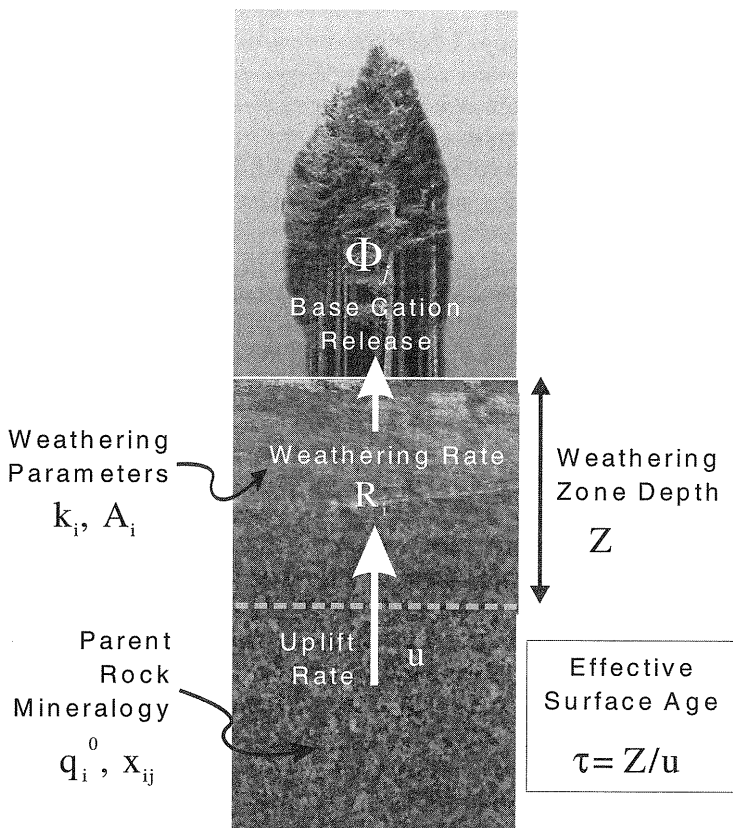 Φj
Base Cation
Release
Weathering
Parameters
ki, Ai
Weathering Rate
Ri
Weathering
Zone Depth
Z
Parent
Rock
Mineralogy
qi0, xij
Uplift
Rate
u
Effective
Surface Age
τ= Z/u